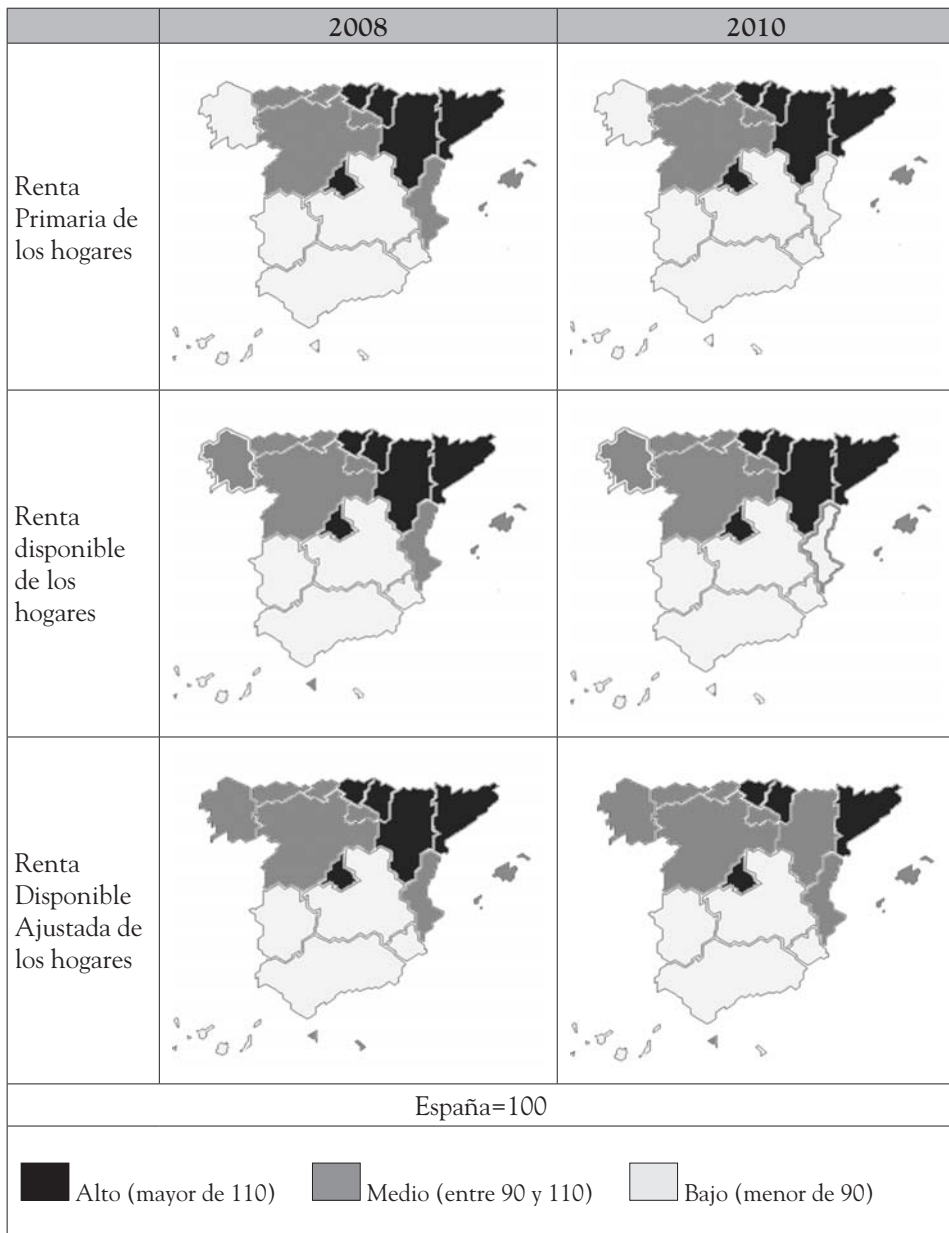 2008
2010
Renta
Primaria de
los hogares
Renta
disponible
de los
hogares
Renta
Disponible
Ajustada de
los hogares
España=100
Alto (mayor de 110)
Medio (entre 90 y 110)
Bajo (menor de 90)